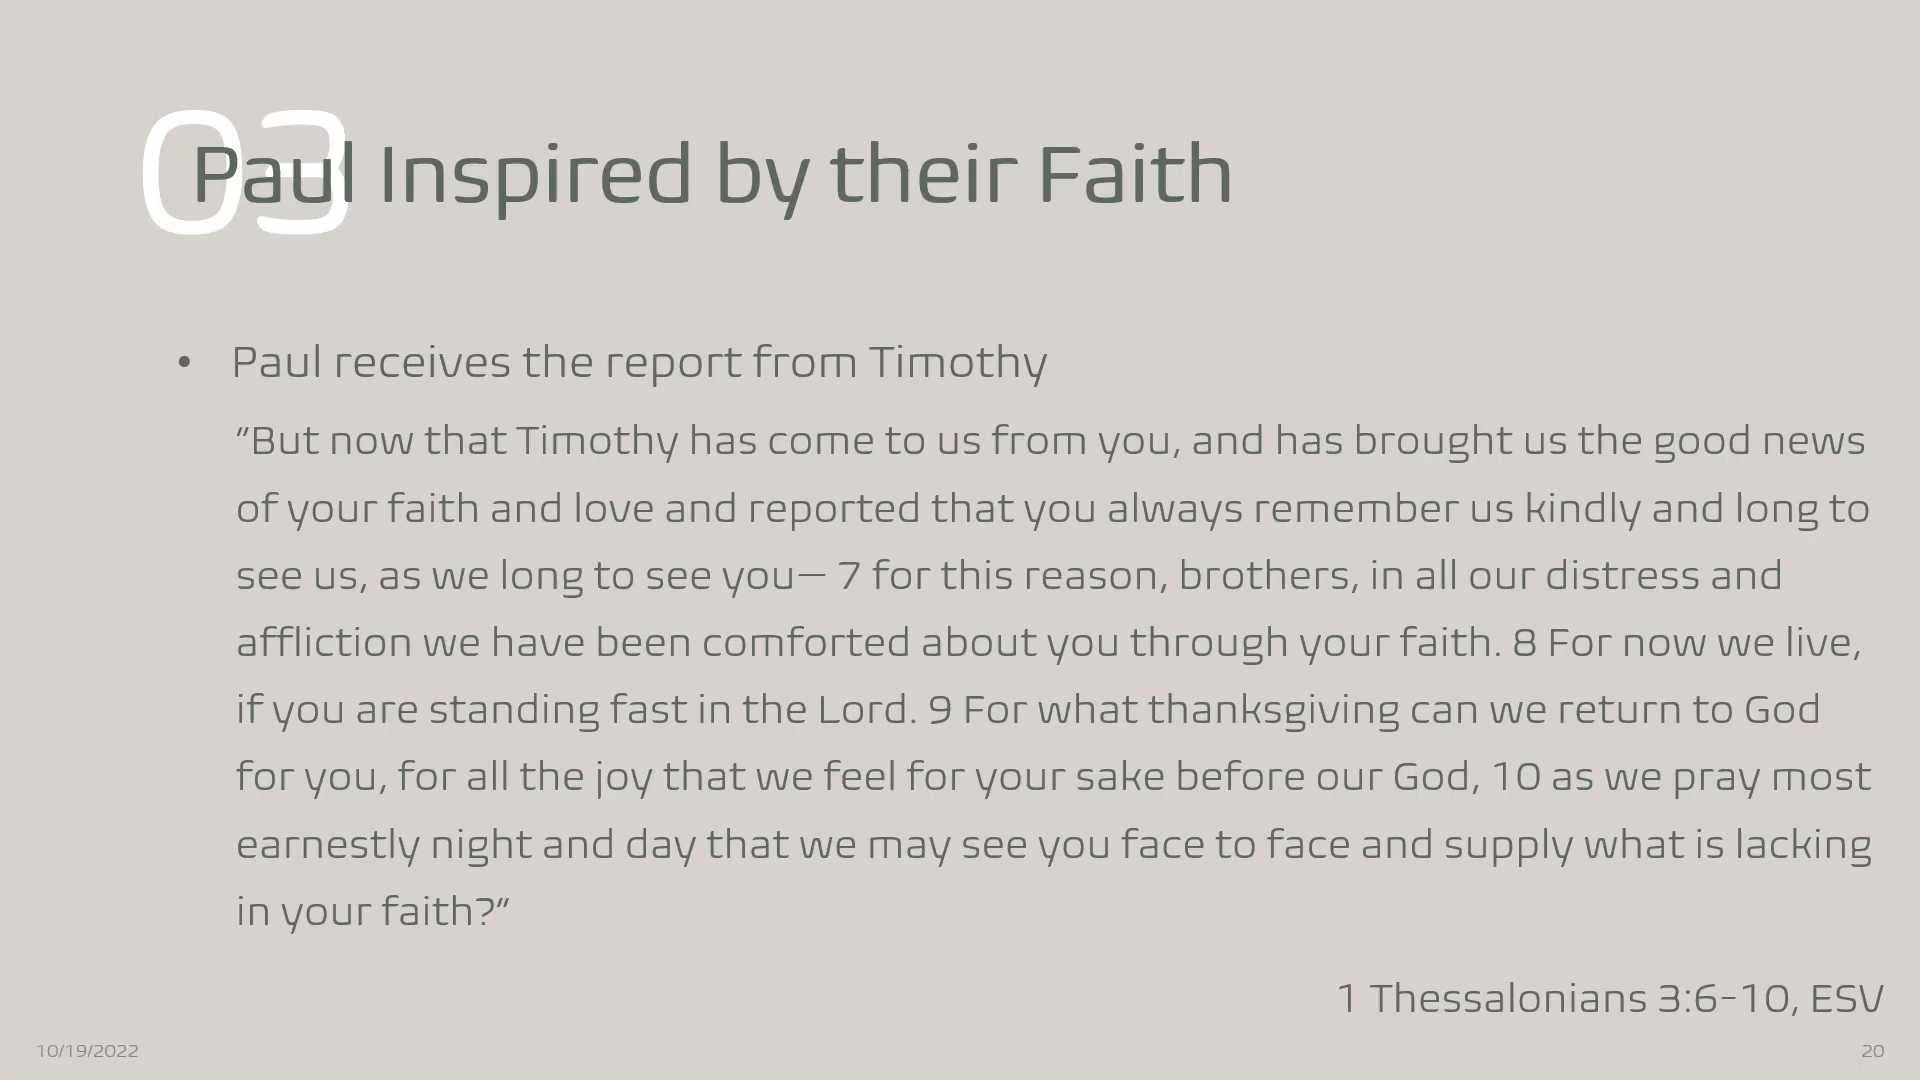 03
Paul Inspired by their Faith
• Paul receives the report from Timothy
“But now that Timothy has come to us from you, and has brought us the good news
of your faith and love and reported that you always remember us kindly and long to
see us, as we long to see you— 7 for this reason, brothers, in all our distress and
affliction we have been comforted about you through your faith. 8 For now we live,
if you are standing fast in the Lord. 9 For what thanksgiving can we return to God
for you, for all the joy that we feel for your sake before our God, 10 as we pray most
earnestly night and day that we may see you face to face and supply what is lacking
in your faith?”
1 Thessalonians 3:6-10, ESV
10/19/2022
20